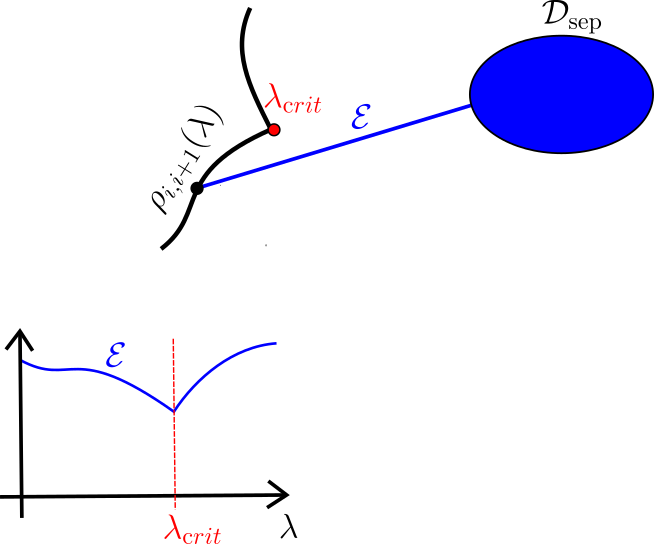 𝒟_sep
λ_crit
ℰ
ρ_{i,i+1}(λ)
ℰ
λ_crit
λ